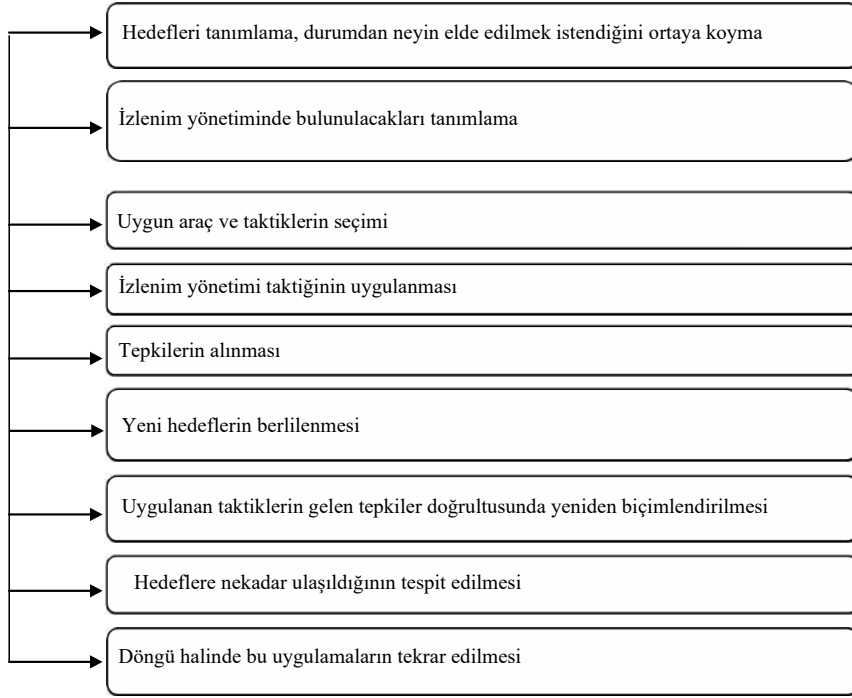 Hedefleri tanımlama, durumdan neyin elde edilmek istendiğini ortaya koyma
İzlenim yönetiminde bulunulacakları tanımlama
Uygun araç ve taktiklerin seçimi
İzlenim yönetimi taktiğinin uygulanması
Tepkilerin alınması
Yeni hedeflerin berlilenmesi
Uygulanan taktiklerin gelen tepkiler doğrultusunda yeniden biçimlendirilmesi
Hedeflere nekadar ulaşıldığının tespit edilmesi
Döngü halinde bu uygulamaların tekrar edilmesi